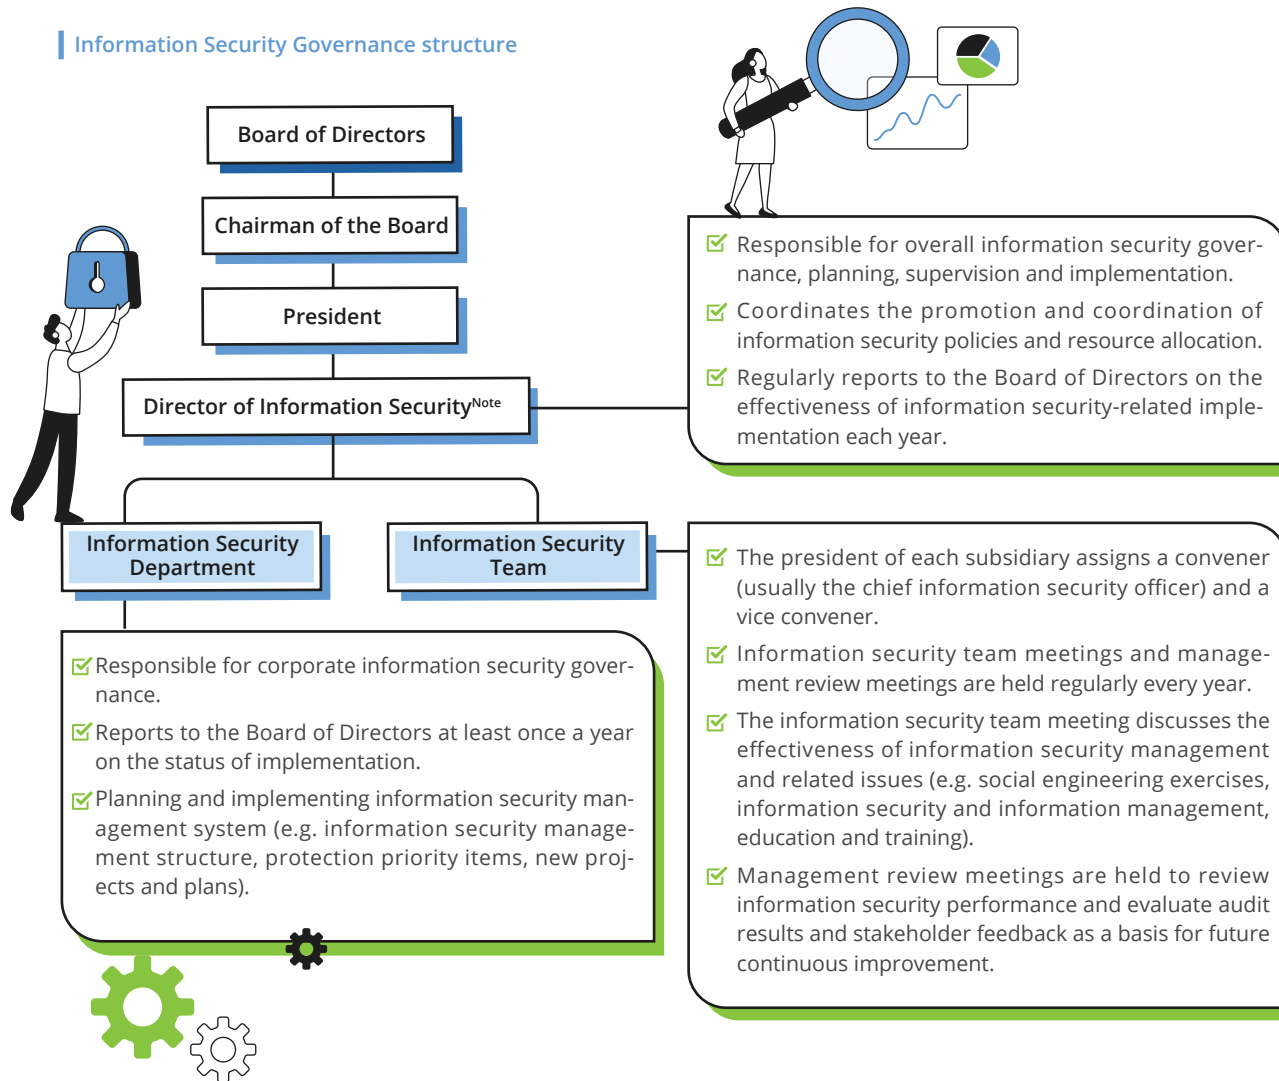 Information Security Governance structure
Board of Directors
Chairman of the Board
President
Director of Information Security^Note
Responsible for overall information security gover-
nance, planning, supervision and implementation.
Coordinates the promotion and coordination of
information security policies and resource allocation.
Regularly reports to the Board of Directors on the
effectiveness of information security-related imple-
mentation each year.
Information Security
Department
Information Security
Team
Responsible for corporate information security gover-
nance.
Reports to the Board of Directors at least once a year
on the status of implementation.
Planning and implementing information security man-
agement system (e.g. information security manage-
ment structure, protection priority items, new proj-
ects and plans).
The president of each subsidiary assigns a convener
(usually the chief information security officer) and a
vice convener.
Information security team meetings and manage-
ment review meetings are held regularly every year.
The information security team meeting discusses the
effectiveness of information security management
and related issues (e.g. social engineering exercises,
information security and information management,
education and training).
Management review meetings are held to review
information security performance and evaluate audit
results and stakeholder feedback as a basis for future
continuous improvement.